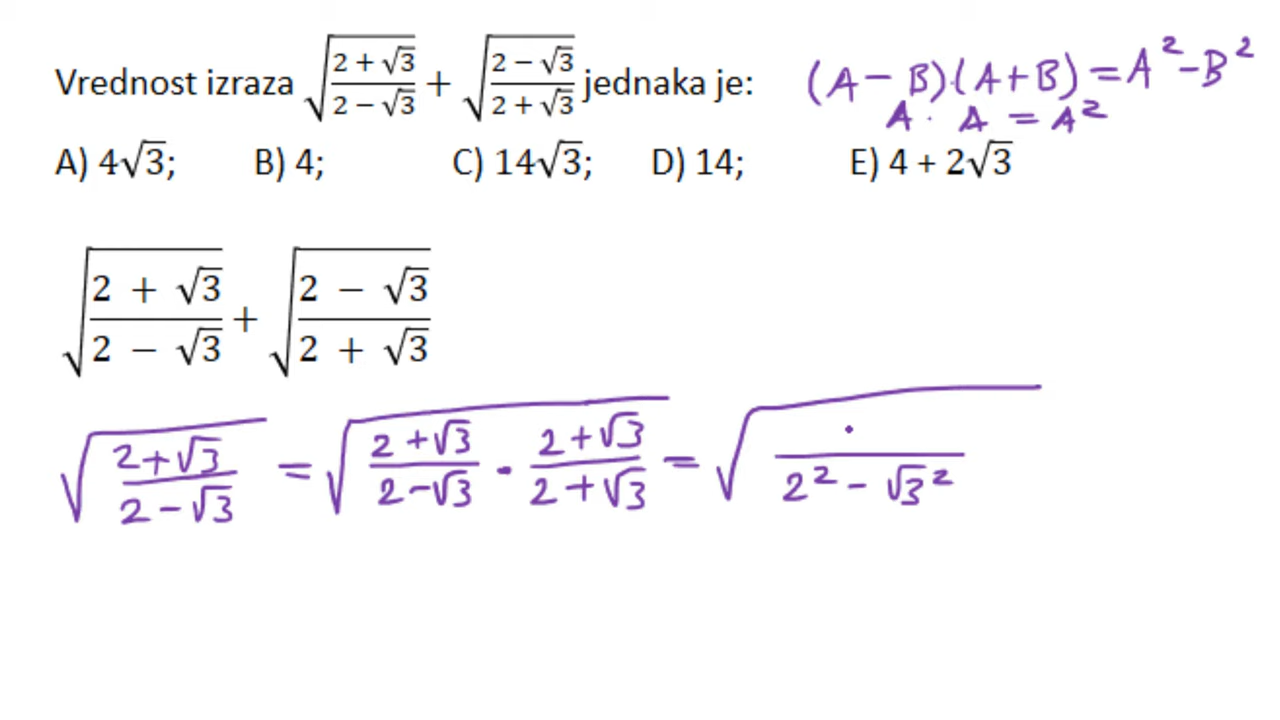 Vrednost izraza √((2 + √3)/(2 − √3)) + √((2 − √3)/(2 + √3)) jednaka je: (A − B)·(A + B) = A² − B²
A · A = A²
A) 4√3; B) 4; C) 14√3; D) 14; E) 4 + 2√3
√((2 + √3)/(2 − √3)) + √((2 − √3)/(2 + √3))
√((2+√3)/(2−√3)) = √((2+√3)/(2−√3) · (2+√3)/(2+√3)) = √( /(2² − √3²))